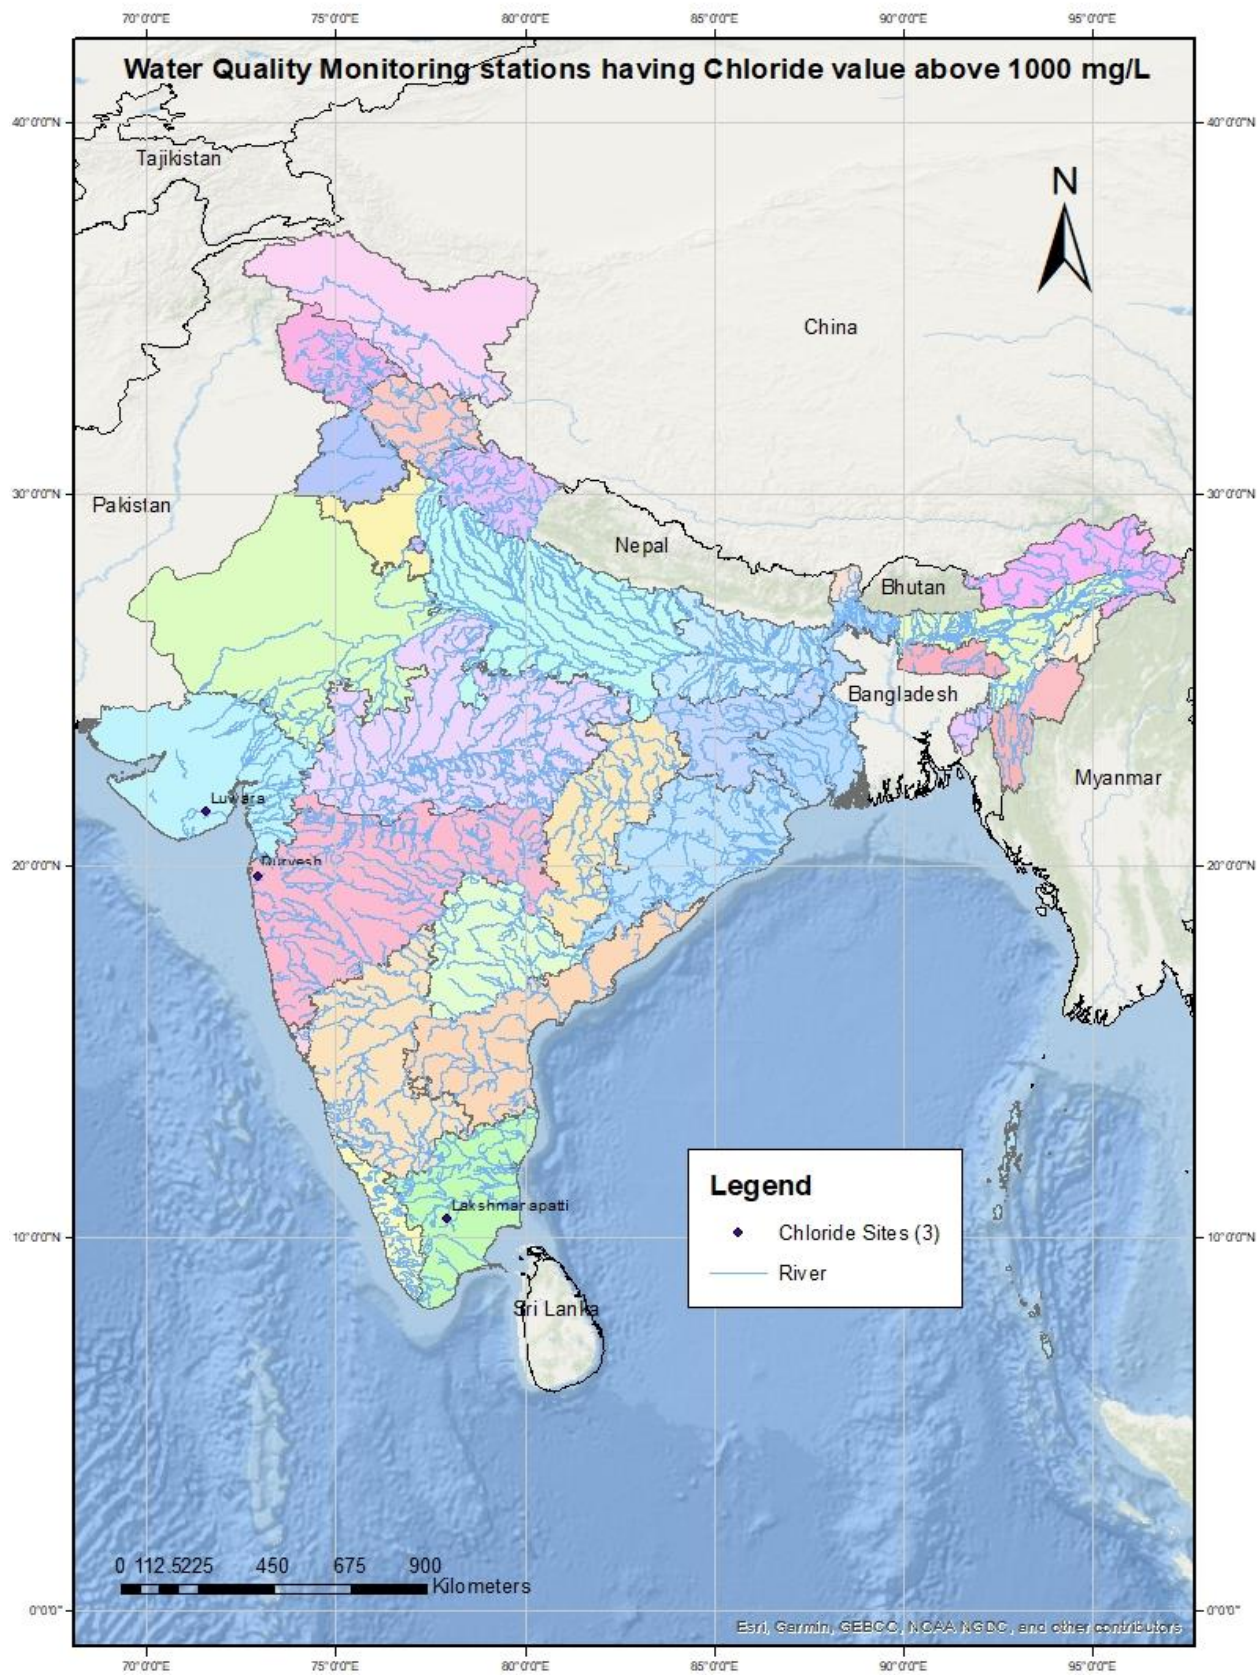 70°0'0"E 75°0'0"E 80°0'0"E 85°0'0"E 90°0'0"E 95°0'0"E
Water Quality Monitoring stations having Chloride value above 1000 mg/L
40°0'0"N 40°0'0"N
Tajikistan
N
China
30°0'0"N 30°0'0"N
Pakistan
Nepal
Bhutan
Bangladesh
Myanmar
Luwara
20°0'0"N 20°0'0"N
Durvesh
Legend
Lakshmanapatti
Chloride Sites (3)
10°0'0"N 10°0'0"N
River
Sri Lanka
0 112.5225 450 675 900
Kilometers
0°0'0" 0°0'0"
Esri, Garmin, GEBCO, NOAA NGDC, and other contributors
70°0'0"E 75°0'0"E 80°0'0"E 85°0'0"E 90°0'0"E 95°0'0"E